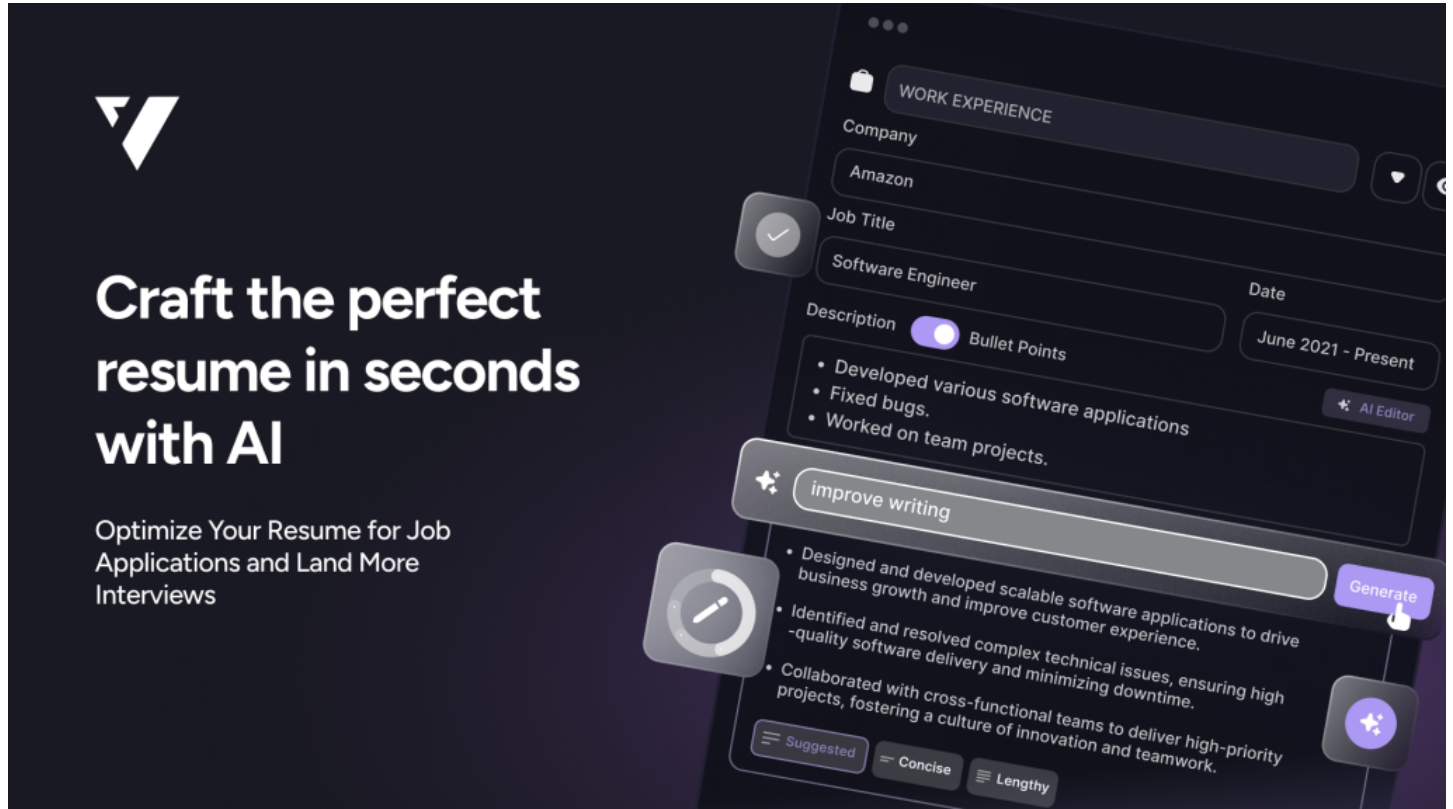 Craft the perfect
resume in seconds
with AI
Optimize Your Resume for Job
Applications and Land More
Interviews
WORK EXPERIENCE
Company
Amazon
Job Title
Software Engineer
Date
June 2021 - Present
Description
Bullet Points
AI Editor
• Developed various software applications
• Fixed bugs.
• Worked on team projects.
improve writing
Generate
• Designed and developed scalable software applications to drive
business growth and improve customer experience.
• Identified and resolved complex technical issues, ensuring high
-quality software delivery and minimizing downtime.
• Collaborated with cross-functional teams to deliver high-priority
projects, fostering a culture of innovation and teamwork.
Suggested
Concise
Lengthy